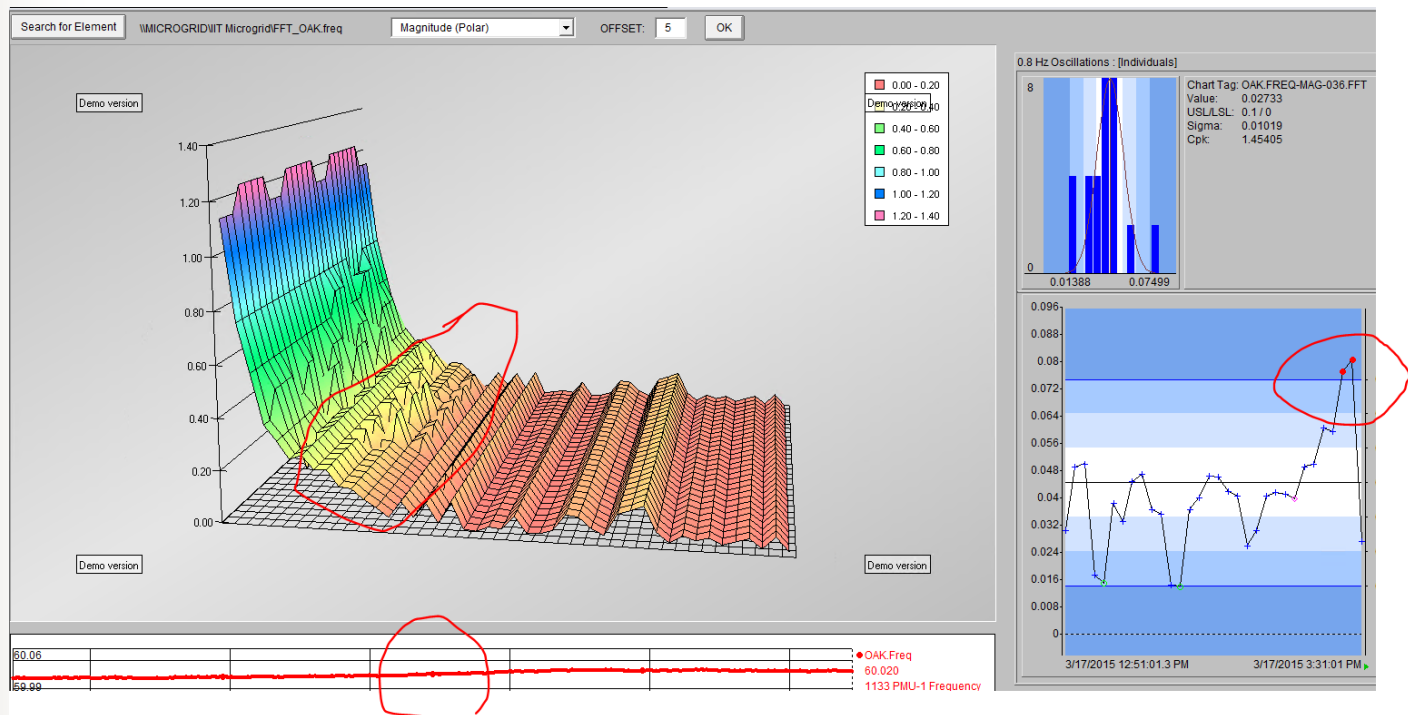 Search for Element \\MICROGRID\IIT Microgrid\FFT_OAK.freq Magnitude (Polar) OFFSET: 5 OK
Demo version
0.00 - 0.20
Demo version
0.20 - 0.40
0.40 - 0.60
0.60 - 0.80
0.80 - 1.00
1.00 - 1.20
1.20 - 1.40
1.40
1.20
1.00
0.80
0.60
0.40
0.20
0.00
Demo version
Demo version
60.06
59.99
OAK.Freq
60.020
1133 PMU-1 Frequency
0.8 Hz Oscillations : [Individuals]
8
0
0.01388 0.07499
Chart Tag: OAK.FREQ-MAG-036.FFT
Value: 0.02733
USL/LSL: 0.1 / 0
Sigma: 0.01019
Cpk: 1.45405
0.096
0.088
0.08
0.072
0.064
0.056
0.048
0.04
0.032
0.024
0.016
0.008
0
3/17/2015 12:51:01.3 PM 3/17/2015 3:31:01 PM